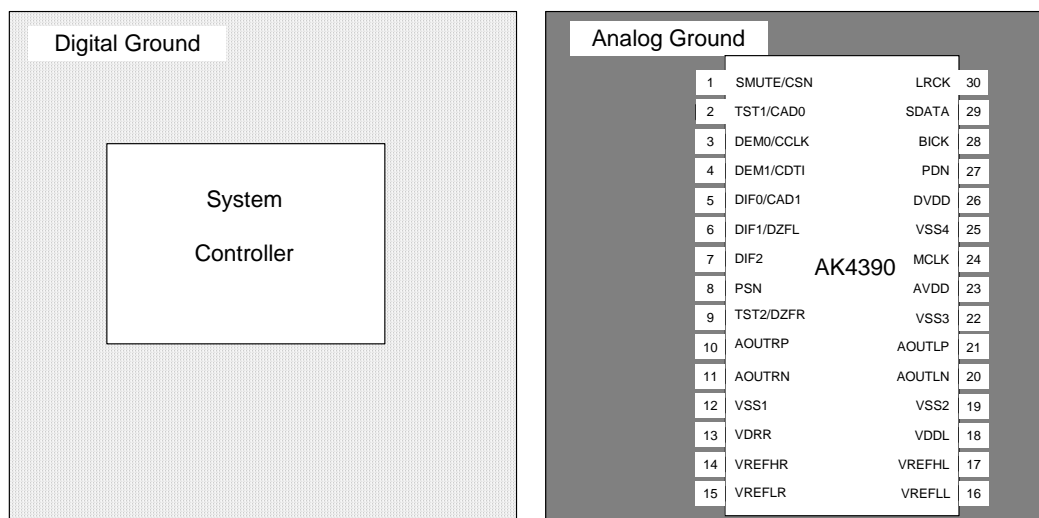 Digital Ground
System
Controller
Analog Ground
1 SMUTE/CSN LRCK 30
2 TST1/CAD0 SDATA 29
3 DEM0/CCLK BICK 28
4 DEM1/CDTI PDN 27
5 DIF0/CAD1 DVDD 26
6 DIF1/DZFL VSS4 25
7 DIF2 MCLK 24
AK4390
8 PSN AVDD 23
9 TST2/DZFR VSS3 22
10 AOUTRP AOUTLP 21
11 AOUTRN AOUTLN 20
12 VSS1 VSS2 19
13 VDRR VDDL 18
14 VREFHR VREFHL 17
15 VREFLR VREFLL 16